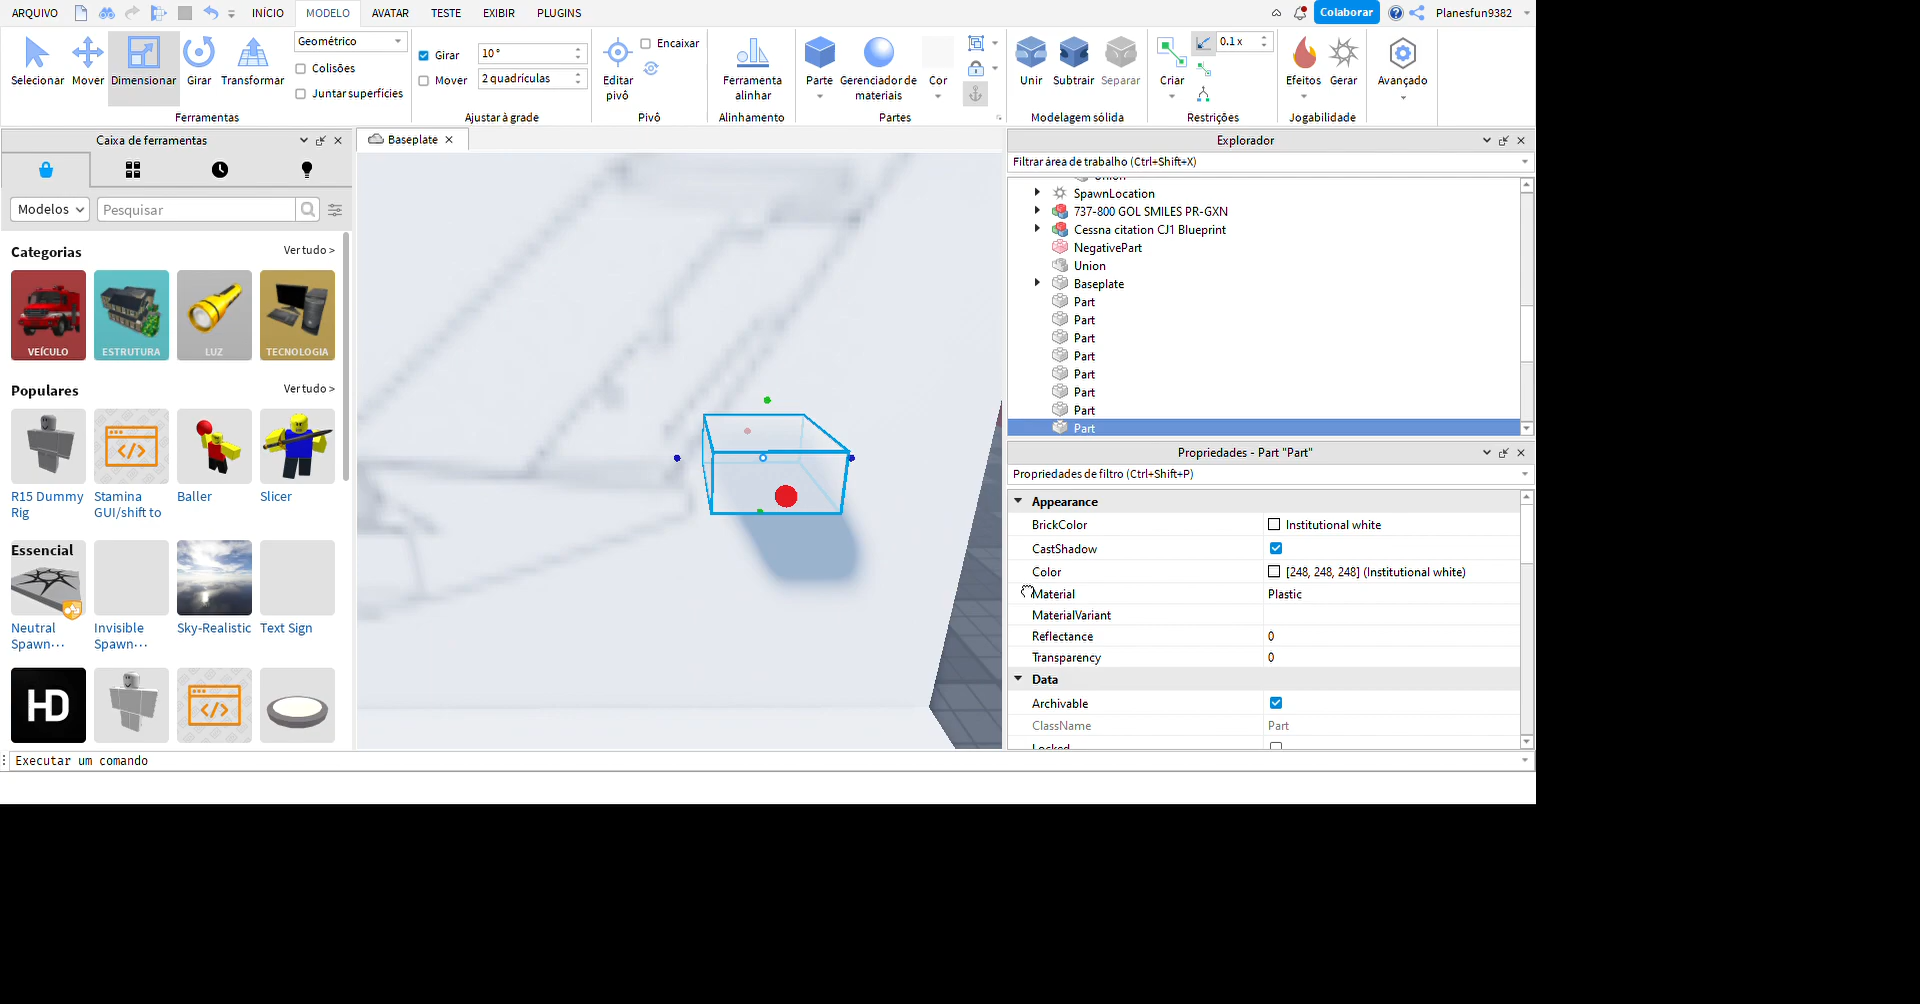 ARQUIVO
INÍCIO
MODELO
AVATAR
TESTE
EXIBIR
PLUGINS
Colaborar
Planesfun9382
Selecionar
Mover
Dimensionar
Girar
Transformar
Geométrico
Colisões
Juntar superfícies
Ferramentas
Girar
10 °
Mover
2 quadrículas
Ajustar à grade
Editar
pivô
Encaixar
Pivô
Ferramenta
alinhar
Alinhamento
Parte
Gerenciador de
materiais
Cor
Partes
Unir
Subtrair
Separar
Modelagem sólida
Criar
0.1 x
Restrições
Efeitos
Gerar
Jogabilidade
Avançado
Caixa de ferramentas
Modelos
Pesquisar
Categorias
Ver tudo >
VEÍCULO
ESTRUTURA
LUZ
TECNOLOGIA
Populares
Ver tudo >
R15 Dummy
Rig
Stamina
GUI/shift to
Baller
Slicer
Essencial
Neutral
Spawn···
Invisible
Spawn···
Sky-Realistic
Text Sign
HD
Baseplate
Explorador
Filtrar área de trabalho (Ctrl+Shift+X)
Union
SpawnLocation
737-800 GOL SMILES PR-GXN
Cessna citation CJ1 Blueprint
NegativePart
Union
Baseplate
Part
Part
Part
Part
Part
Part
Part
Part
Propriedades - Part "Part"
Propriedades de filtro (Ctrl+Shift+P)
Appearance
BrickColor
Institutional white
CastShadow
Color
[248, 248, 248] (Institutional white)
Material
Plastic
MaterialVariant
Reflectance
0
Transparency
0
Data
Archivable
ClassName
Part
Locked
Executar um comando